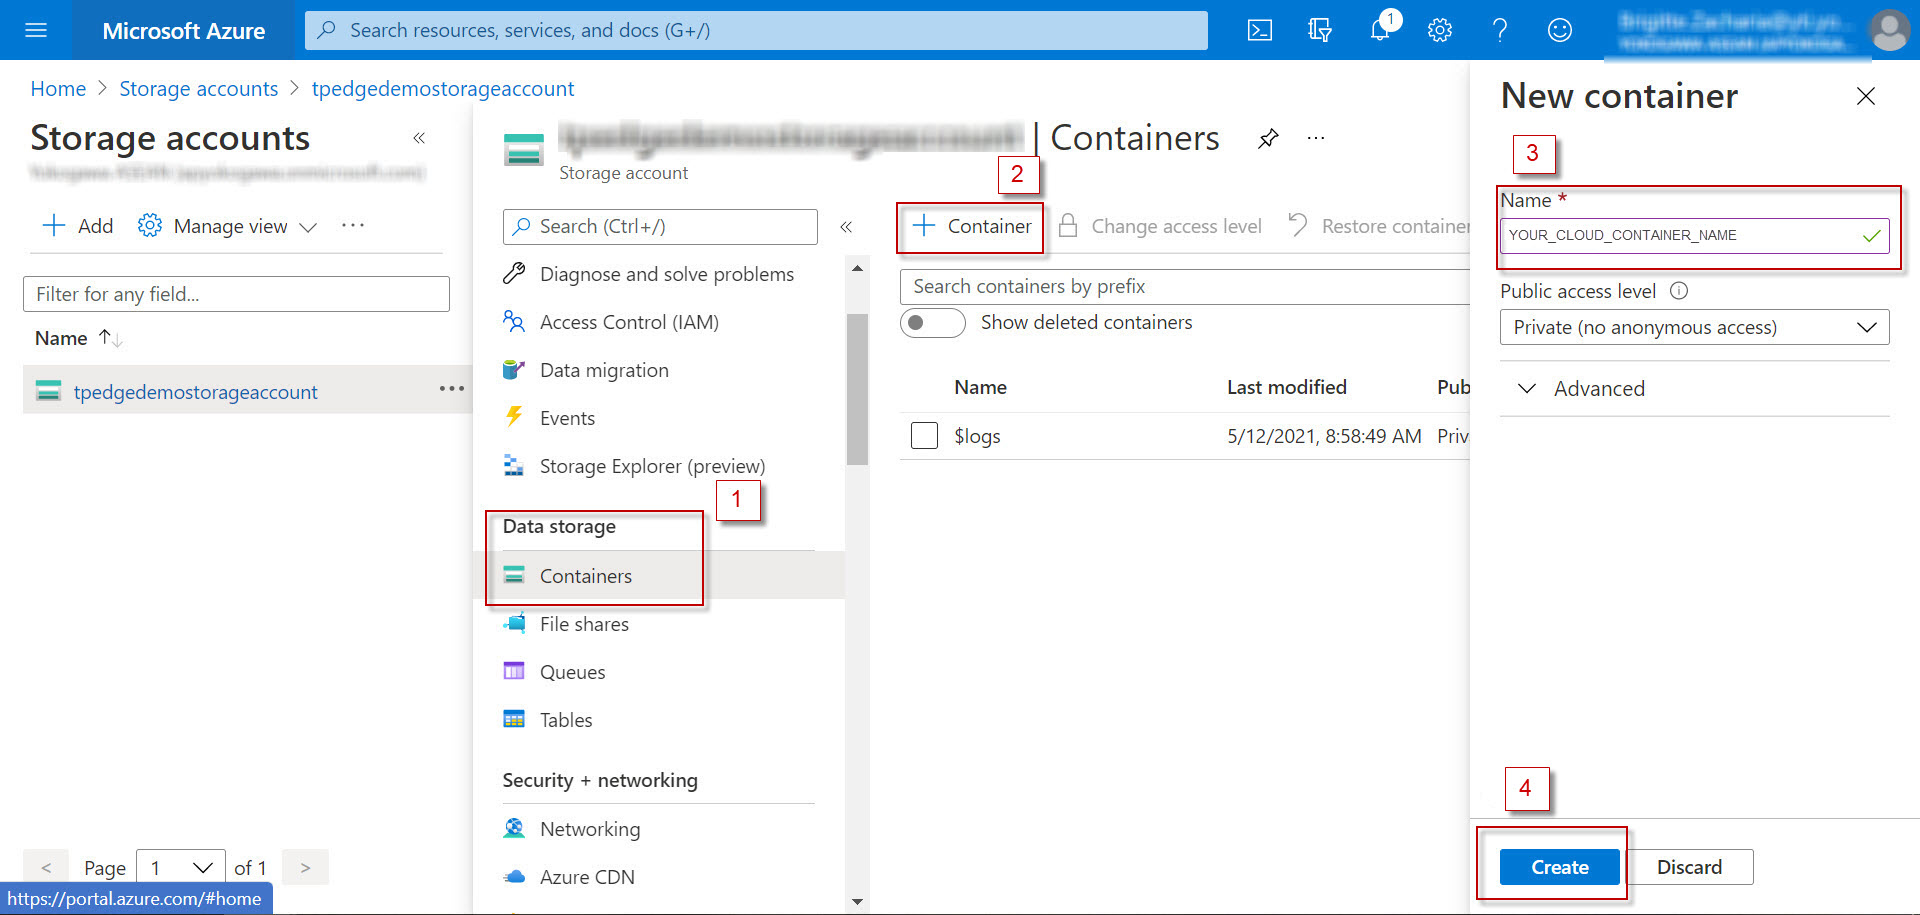 Microsoft Azure
Search resources, services, and docs (G+/)
1
Home > Storage accounts > tpedgedemostorageaccount
Storage accounts «
Add
Manage view
...
Filter for any field...
Name ↑↓
tpedgedemostorageaccount ...
< Page 1 of 1 >
https://portal.azure.com/#home
| Containers ...
Storage account
Search (Ctrl+/) «
Diagnose and solve problems
Access Control (IAM)
Data migration
Events
Storage Explorer (preview)
1
Data storage
Containers
File shares
Queues
Tables
Security + networking
Networking
Azure CDN
2
+ Container
Change access level
Restore container
Search containers by prefix
Show deleted containers
Name Last modified Pub
$logs 5/12/2021, 8:58:49 AM Priv
New container
3
Name *
YOUR_CLOUD_CONTAINER_NAME
Public access level
Private (no anonymous access)
Advanced
4
Create
Discard